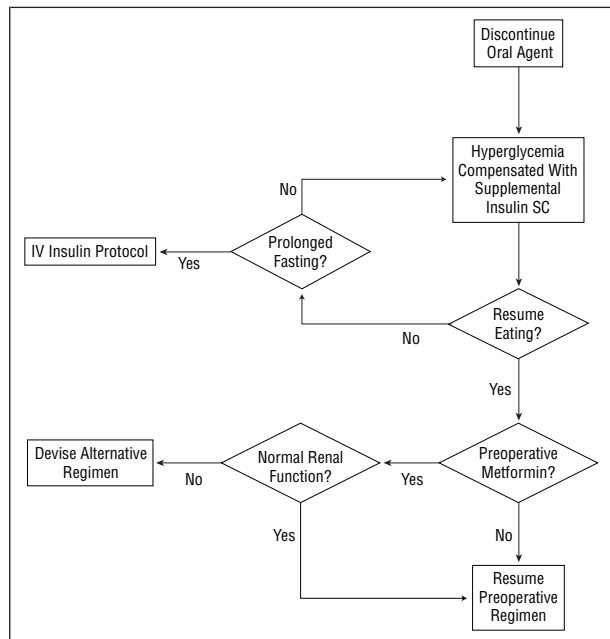 Discontinue
Oral Agent
Hyperglycemia
Compensated With
Supplemental
Insulin SC
No
IV Insulin Protocol
Yes
Prolonged
Fasting?
Resume
Eating?
No
Yes
Devise Alternative
Regimen
No
Normal Renal
Function?
Yes
Preoperative
Metformin?
Yes
No
Resume
Preoperative
Regimen